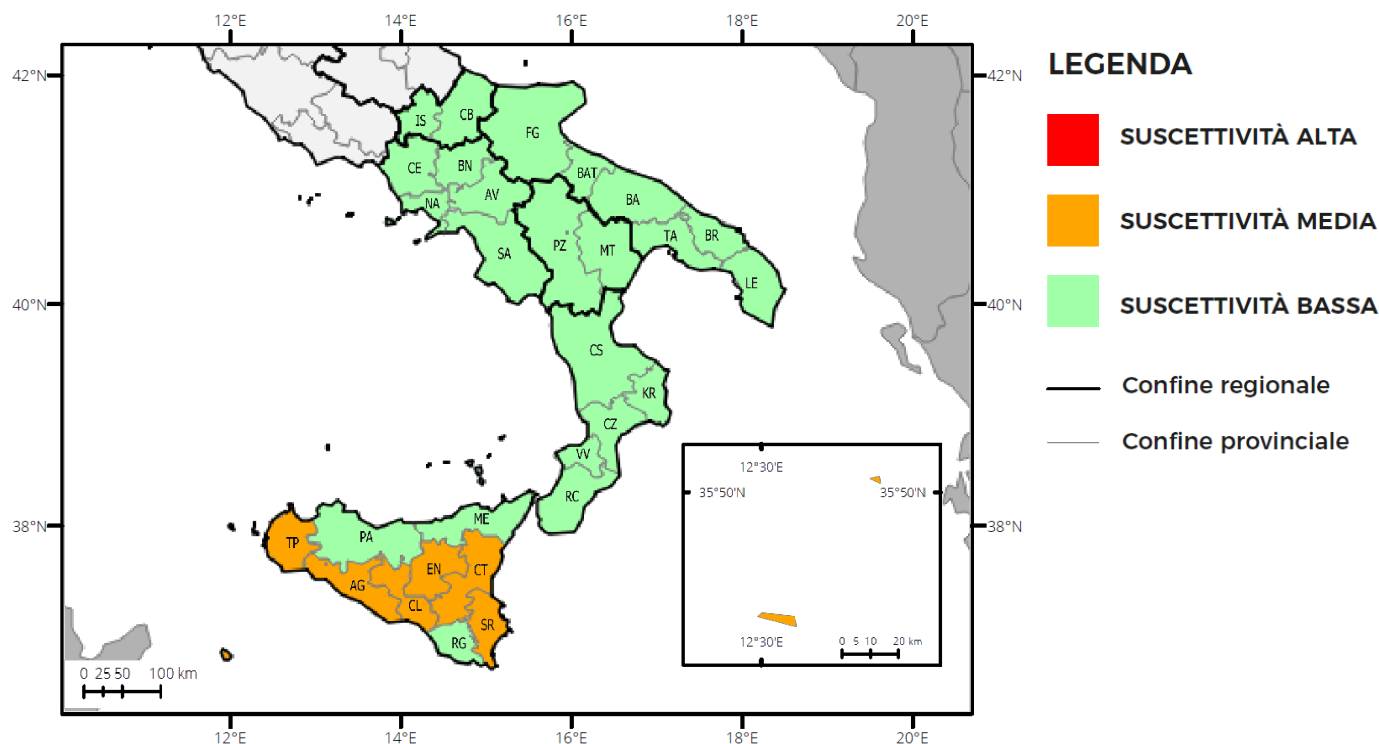 12°E 14°E 16°E 18°E 20°E
42°N 42°N
LEGENDA
SUSCETTIVITÀ ALTA
SUSCETTIVITÀ MEDIA
SUSCETTIVITÀ BASSA
Confine regionale
Confine provinciale
IS CB FG
CE BN BAT
NA AV BA
SA PZ MT TA BR
LE
40°N 40°N
CS
KR
CZ
VV
RC
12°30'E
35°50'N 35°50'N
38°N 38°N
ME
TP PA
EN CT
AG
CL
SR
RG
12°30'E
0 5 10 20 km
0 25 50 100 km
12°E 14°E 16°E 18°E 20°E